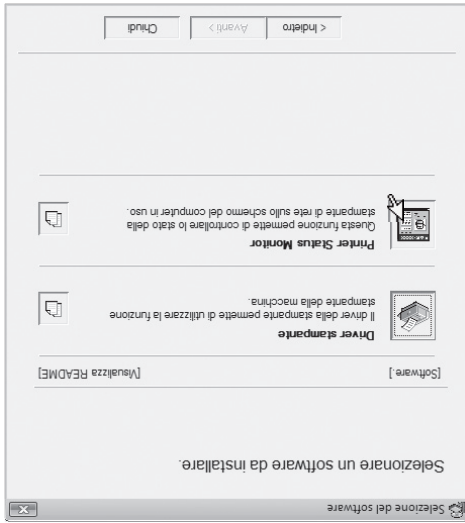 Selezione del software
Selezionare un software da installare.
[Software.] [Visualizza README]
Driver stampante
Il driver della stampante permette di utilizzare la funzione
stampante della macchina.
Printer Status Monitor
Questa funzione permette di controllare lo stato della
stampante di rete sullo schermo del computer in uso.
< Indietro Avanti > Chiudi